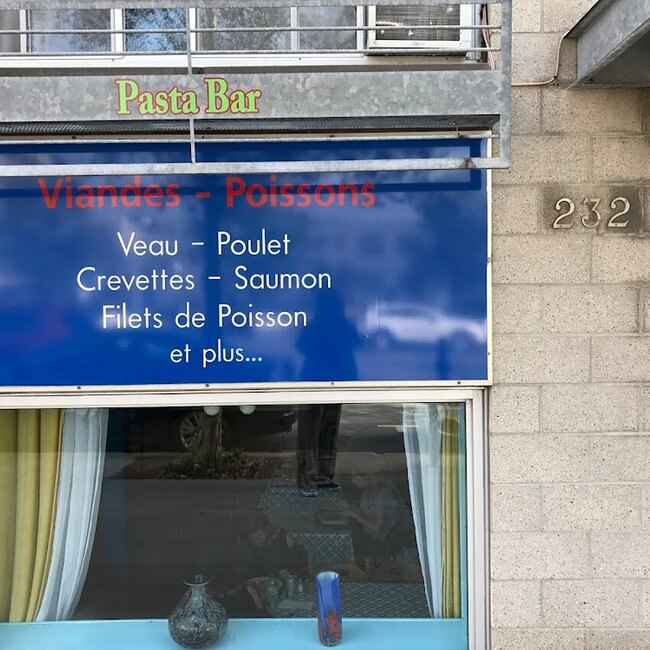 Pasta Bar
Viandes - Poissons
232
Veau - Poulet
Crevettes - Saumon
Filets de Poisson
et plus...